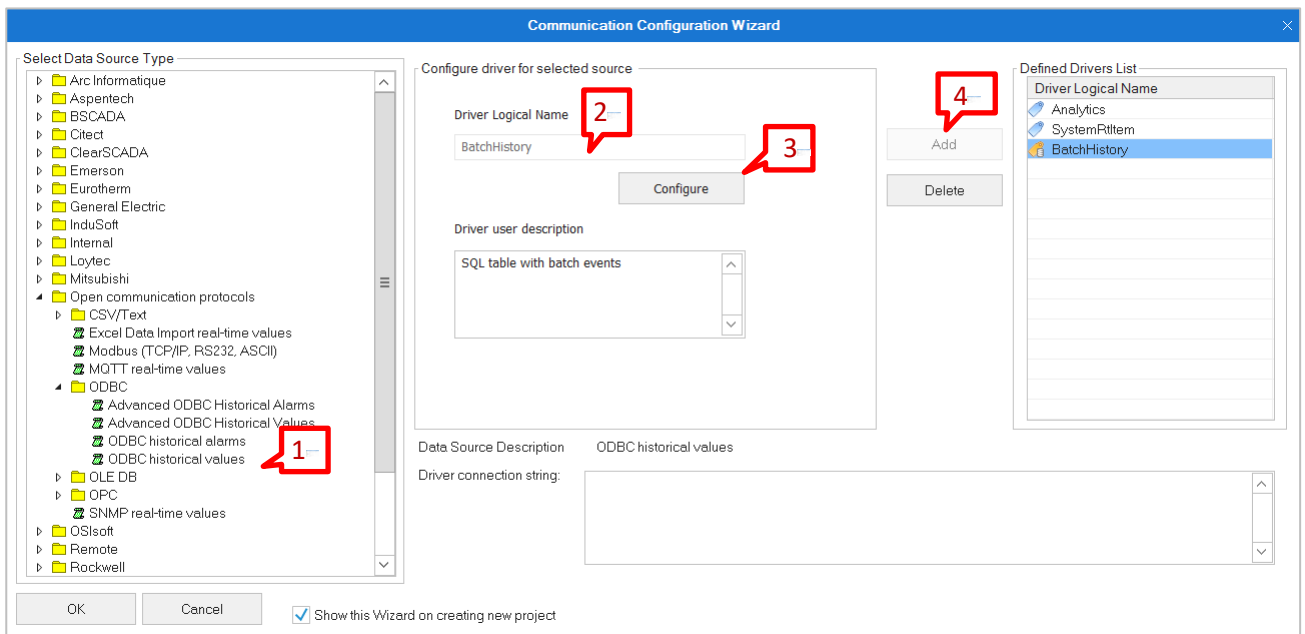 Communication Configuration Wizard
Select Data Source Type
Arc Informatique
Aspentech
BSCADA
Citect
ClearSCADA
Emerson
Eurotherm
General Electric
InduSoft
Internal
Loytec
Mitsubishi
Open communication protocols
CSV/Text
Excel Data Import real-time values
Modbus (TCP/IP, RS232, ASCII)
MQTT real-time values
ODBC
Advanced ODBC Historical Alarms
Advanced ODBC Historical Values
ODBC historical alarms
ODBC historical values
1
OLE DB
OPC
SNMP real-time values
OSIsoft
Remote
Rockwell
Configure driver for selected source
Driver Logical Name
2
BatchHistory
3
Configure
Driver user description
SQL table with batch events
4
Add
Delete
Defined Drivers List
Driver Logical Name
Analytics
SystemRtItem
BatchHistory
Data Source Description ODBC historical values
Driver connection string:
OK
Cancel
Show this Wizard on creating new project